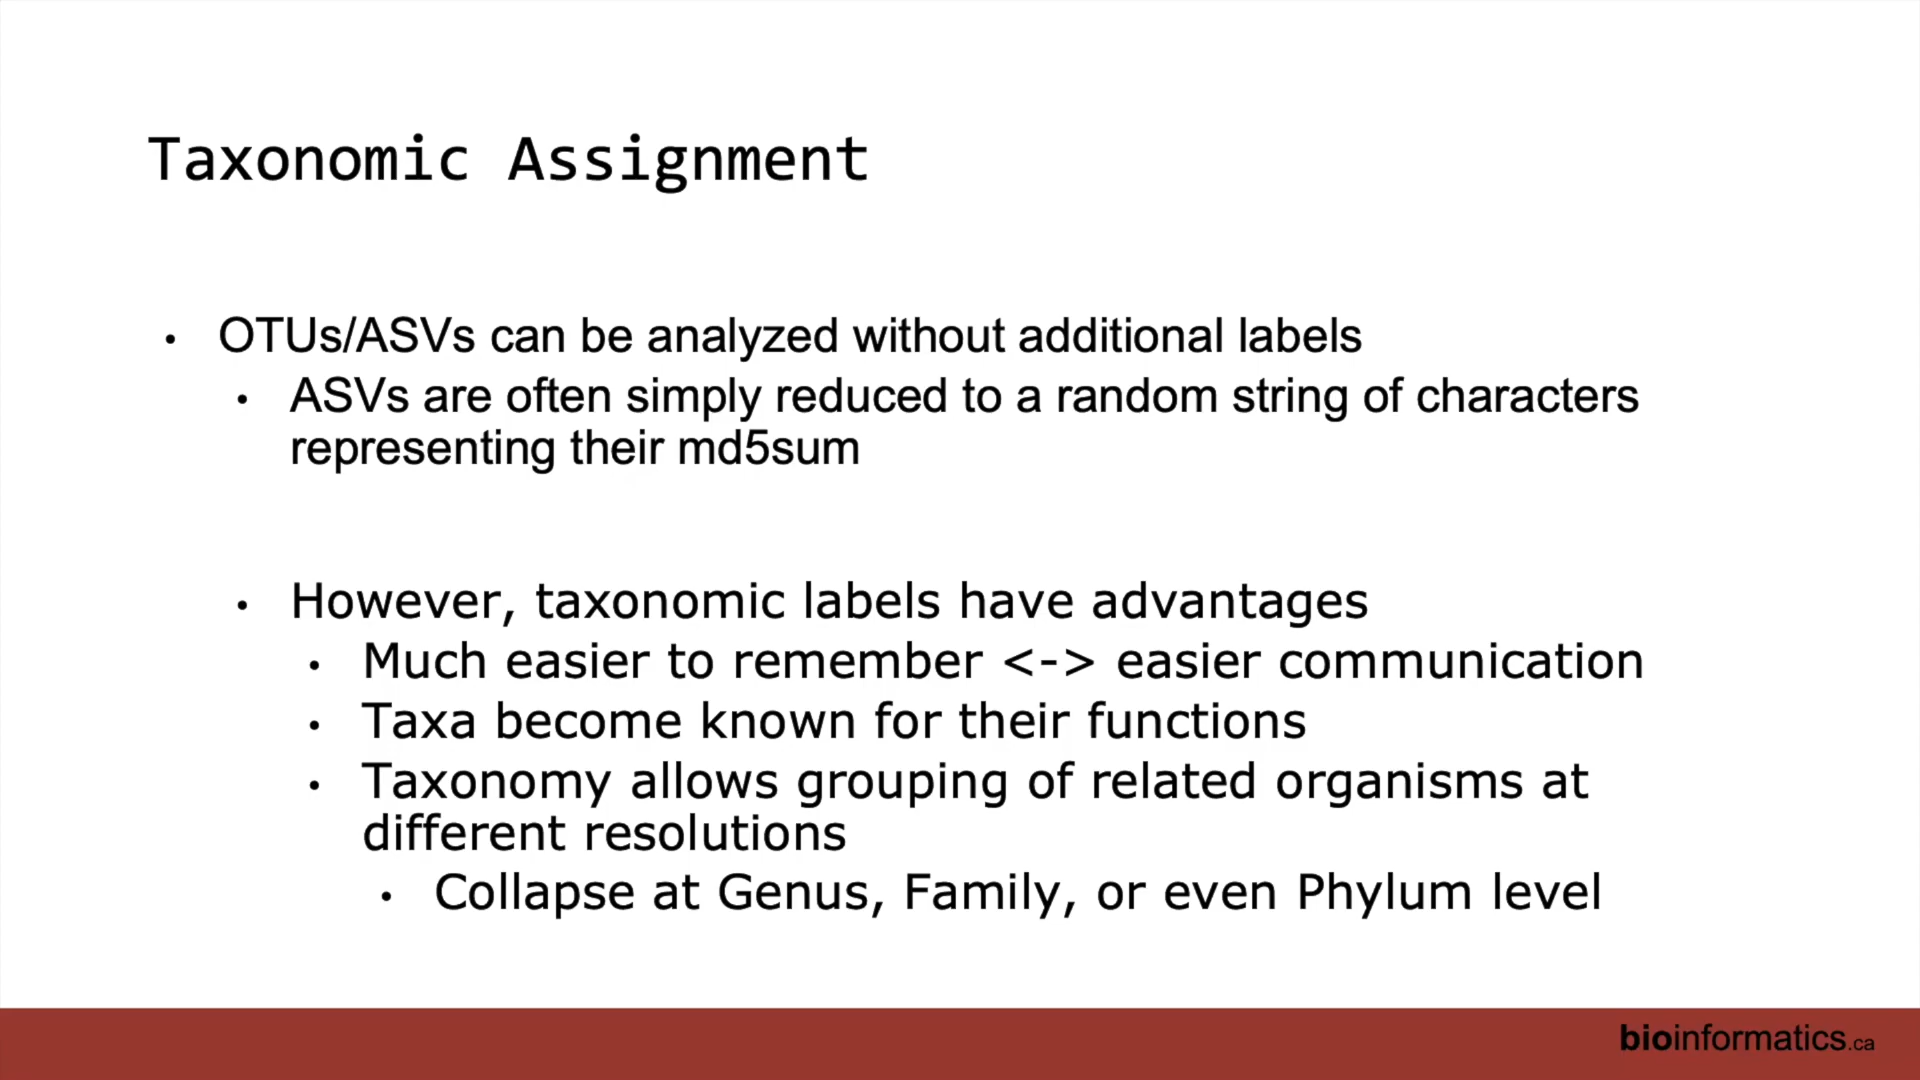 Taxonomic Assignment
• OTUs/ASVs can be analyzed without additional labels
• ASVs are often simply reduced to a random string of characters
representing their md5sum
• However, taxonomic labels have advantages
• Much easier to remember <-> easier communication
• Taxa become known for their functions
• Taxonomy allows grouping of related organisms at
different resolutions
• Collapse at Genus, Family, or even Phylum level
bioinformatics.ca